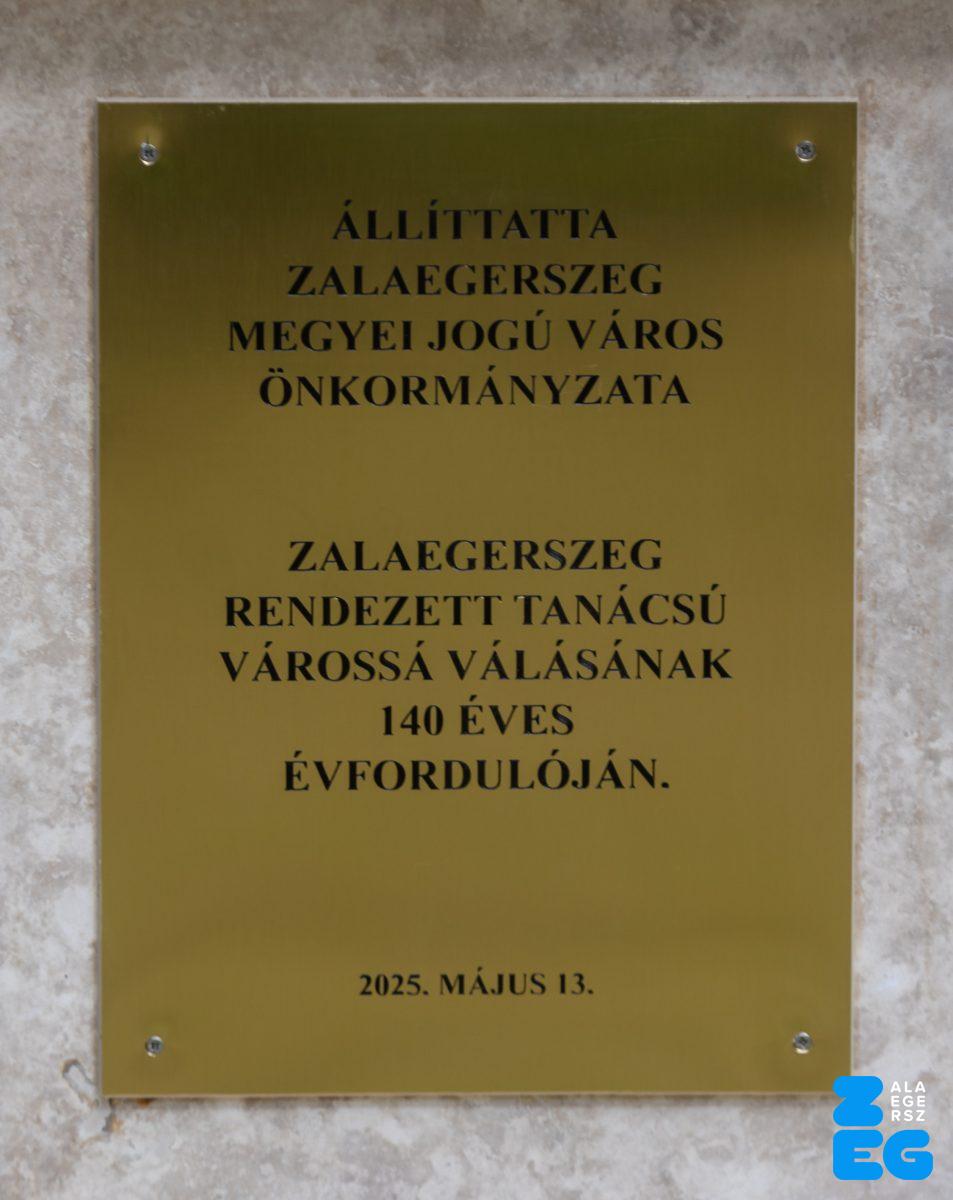 ÁLLÍTTATTA
ZALAEGERSZEG
MEGYEI JOGÚ VÁROS
ÖNKORMÁNYZATA
ZALAEGERSZEG
RENDEZETT TANÁCSÚ
VÁROSSÁ VÁLÁSÁNAK
140 ÉVES
ÉVFORDULÓJÁN.
2025. MÁJUS 13.
Z ALA
EGE
RSZ
EG